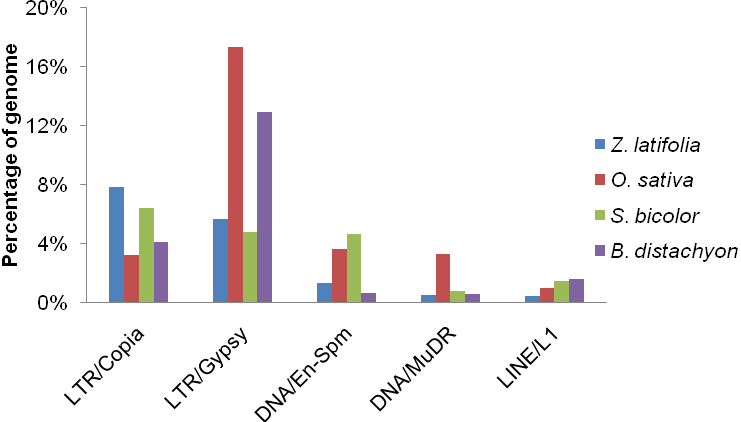 20%
16%
12%
8%
4%
0%
Percentage of genome
LTR/Copia
LTR/Gypsy
DNA/En-Spm
DNA/MuDR
LINE/L1
Z. latifolia
O. sativa
S. bicolor
B. distachyon